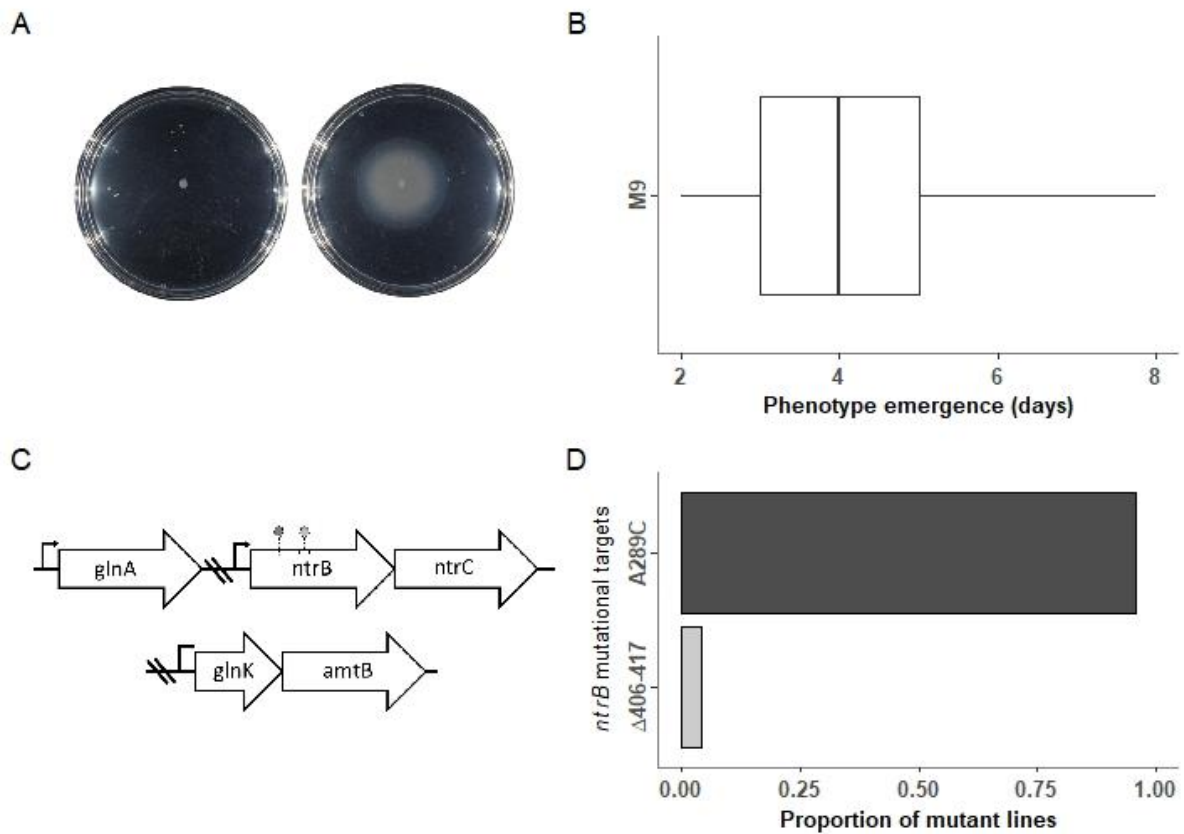 A
B
M9
2 4 6 8
Phenotype emergence (days)
C
glnA
ntrB
ntrC
glnK
amtB
D
ntrB mutational targets
A289C
Δ406-417
0.00 0.25 0.50 0.75 1.00
Proportion of mutant lines